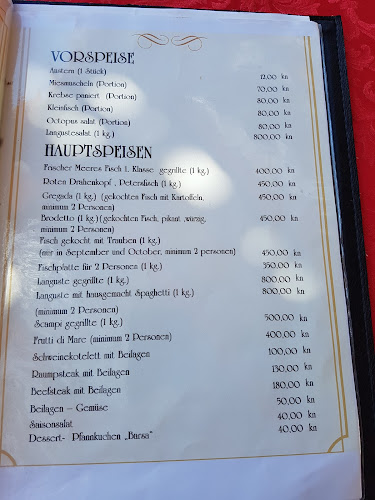 VORSPEISE
Austern (1 Stück) 12,00 kn
Miesmuscheln (Portion) 70,00 kn
Krebse paniert (Portion) 80,00 kn
Kleinfisch (Portion) 80,00 kn
Octopus salat (Portion) 80,00 kn
Langustesalat (1 kg.) 800,00 kn
HAUPTSPEISEN
Frischer Meeres Fisch 1. Klasse gegrillte (1 kg.) 400,00 kn
Roten Drahenkopf , Petersfisch (1 kg.) 450,00 kn
Gregada (1 kg.) (gekochten Fisch mit Kartoffeln, 450,00 kn
minimum 2 Personen)
Brodetto (1 kg.) (gekochten Fisch, pikant ,würzig, 450,00 kn
minimum 2 Personen)
Fisch gekocht mit Trauben (1 kg.)
(nur in September und October, minimum 2 personen) 450,00 kn
Fischplatte für 2 Personen (1 kg.) 350,00 kn
Languste gegrillte (1 kg.) 800,00 kn
Languste mit hausgemacht Spaghetti (1 kg.) 800,00 kn
(minimum 2 Personen)
Scampi gegrillte (1 kg.) 500,00 kn
Frutti di Mare (minimum 2 Personen) 400,00 kn
Schweinekotelett mit Beilagen 100,00 kn
Raumpsteak mit Beilagen 130,00 kn
Beefsteak mit Beilagen 180,00 kn
Beilagen – Gemüse 50,00 kn
Saisonsalat 40,00 kn
Dessert- Pfannkuchen „Barsa" 40,00 kn